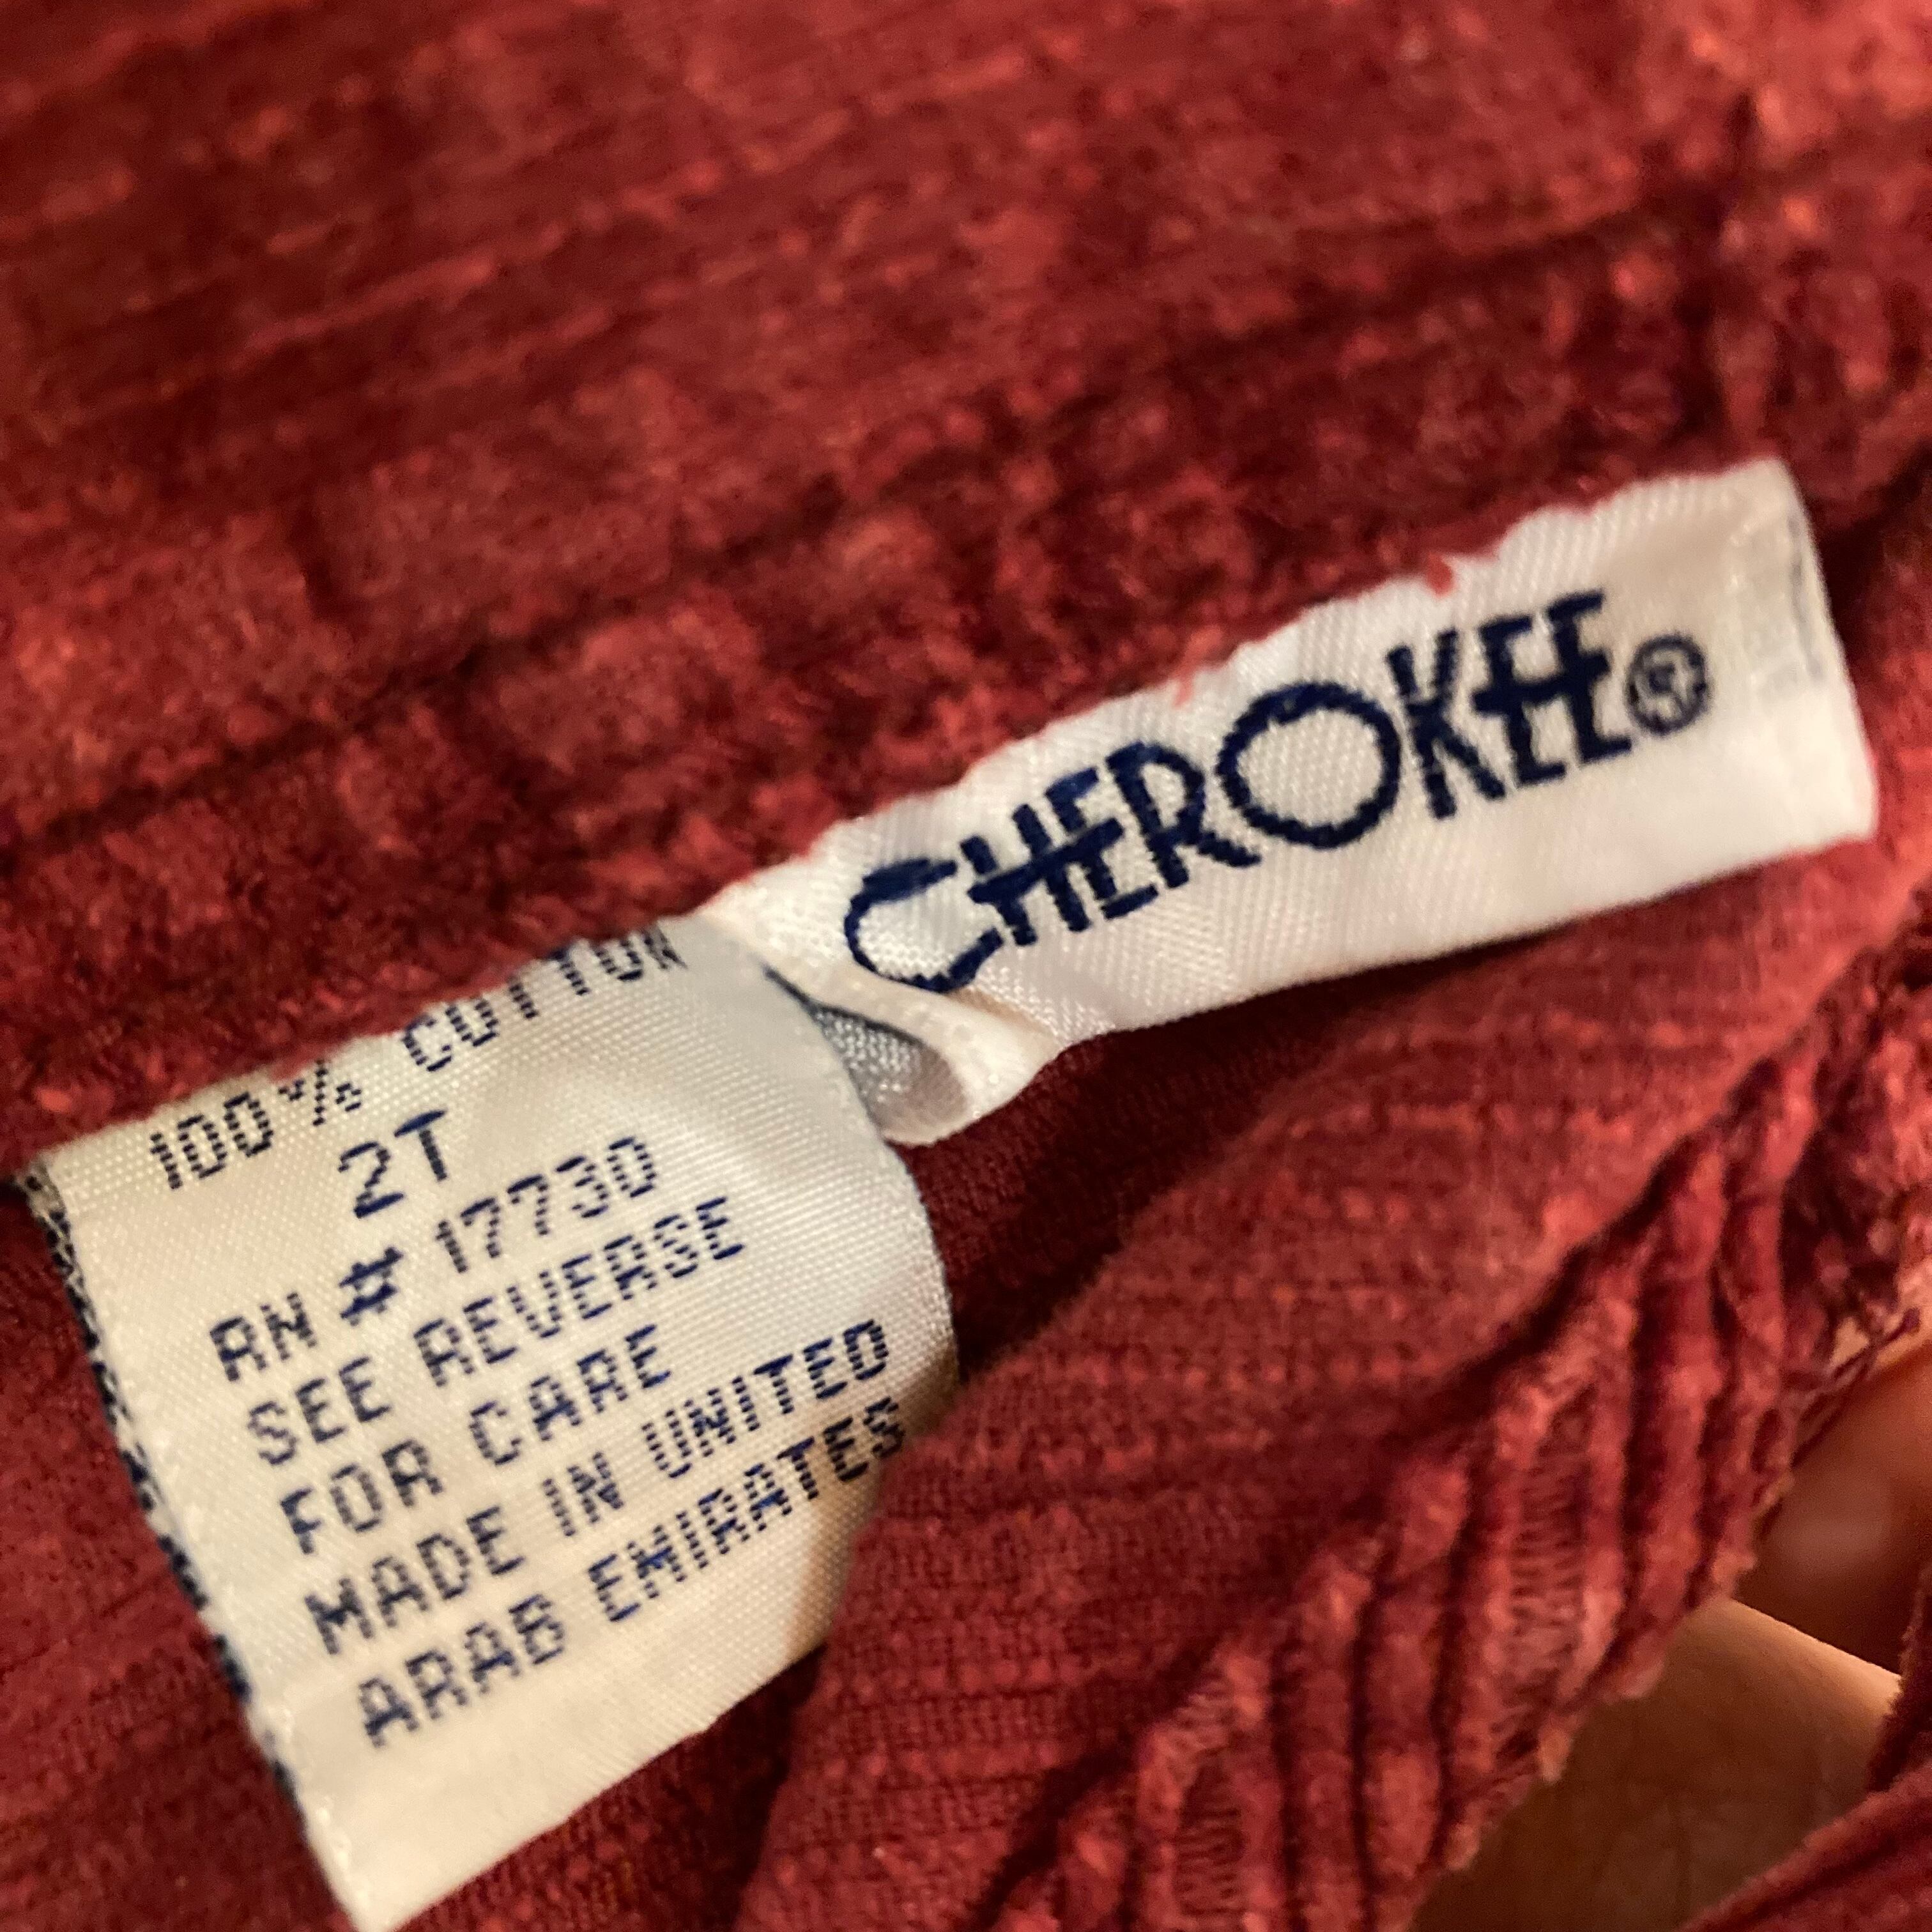 CHEROKEE®
100% COTTON
2T
RN # 17730
SEE REVERSE
FOR CARE
MADE IN UNITED
ARAB EMIRATES